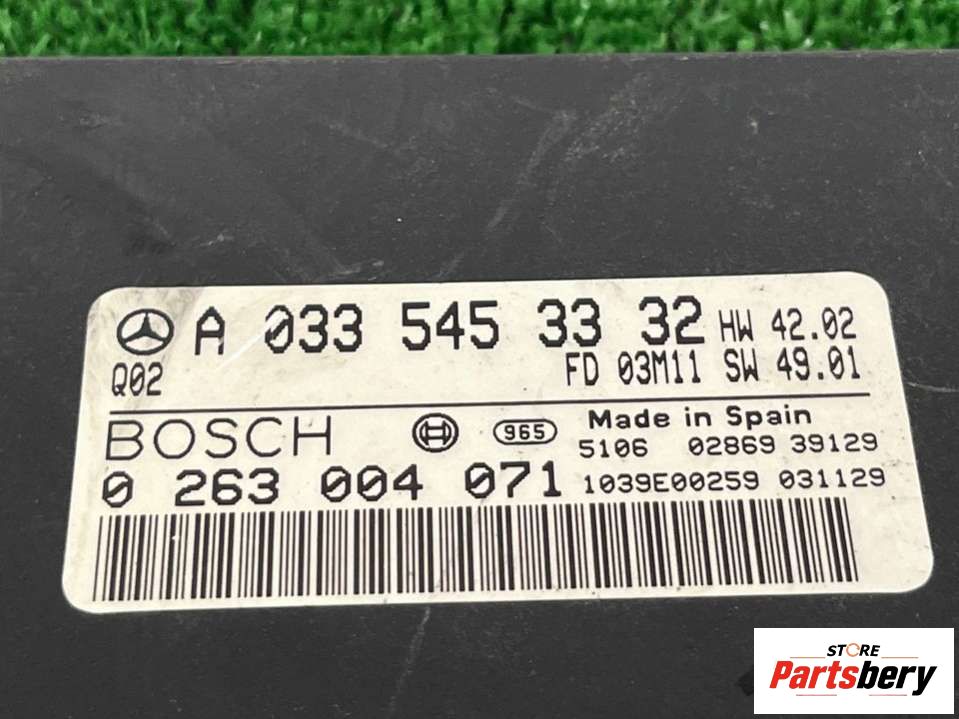 A 033 545 33 32 HW 42.02
Q02 FD 03M11 SW 49.01
BOSCH 965 Made in Spain
5106 02869 39129
0 263 004 071 1039E00259 031129
STORE
Partsbery